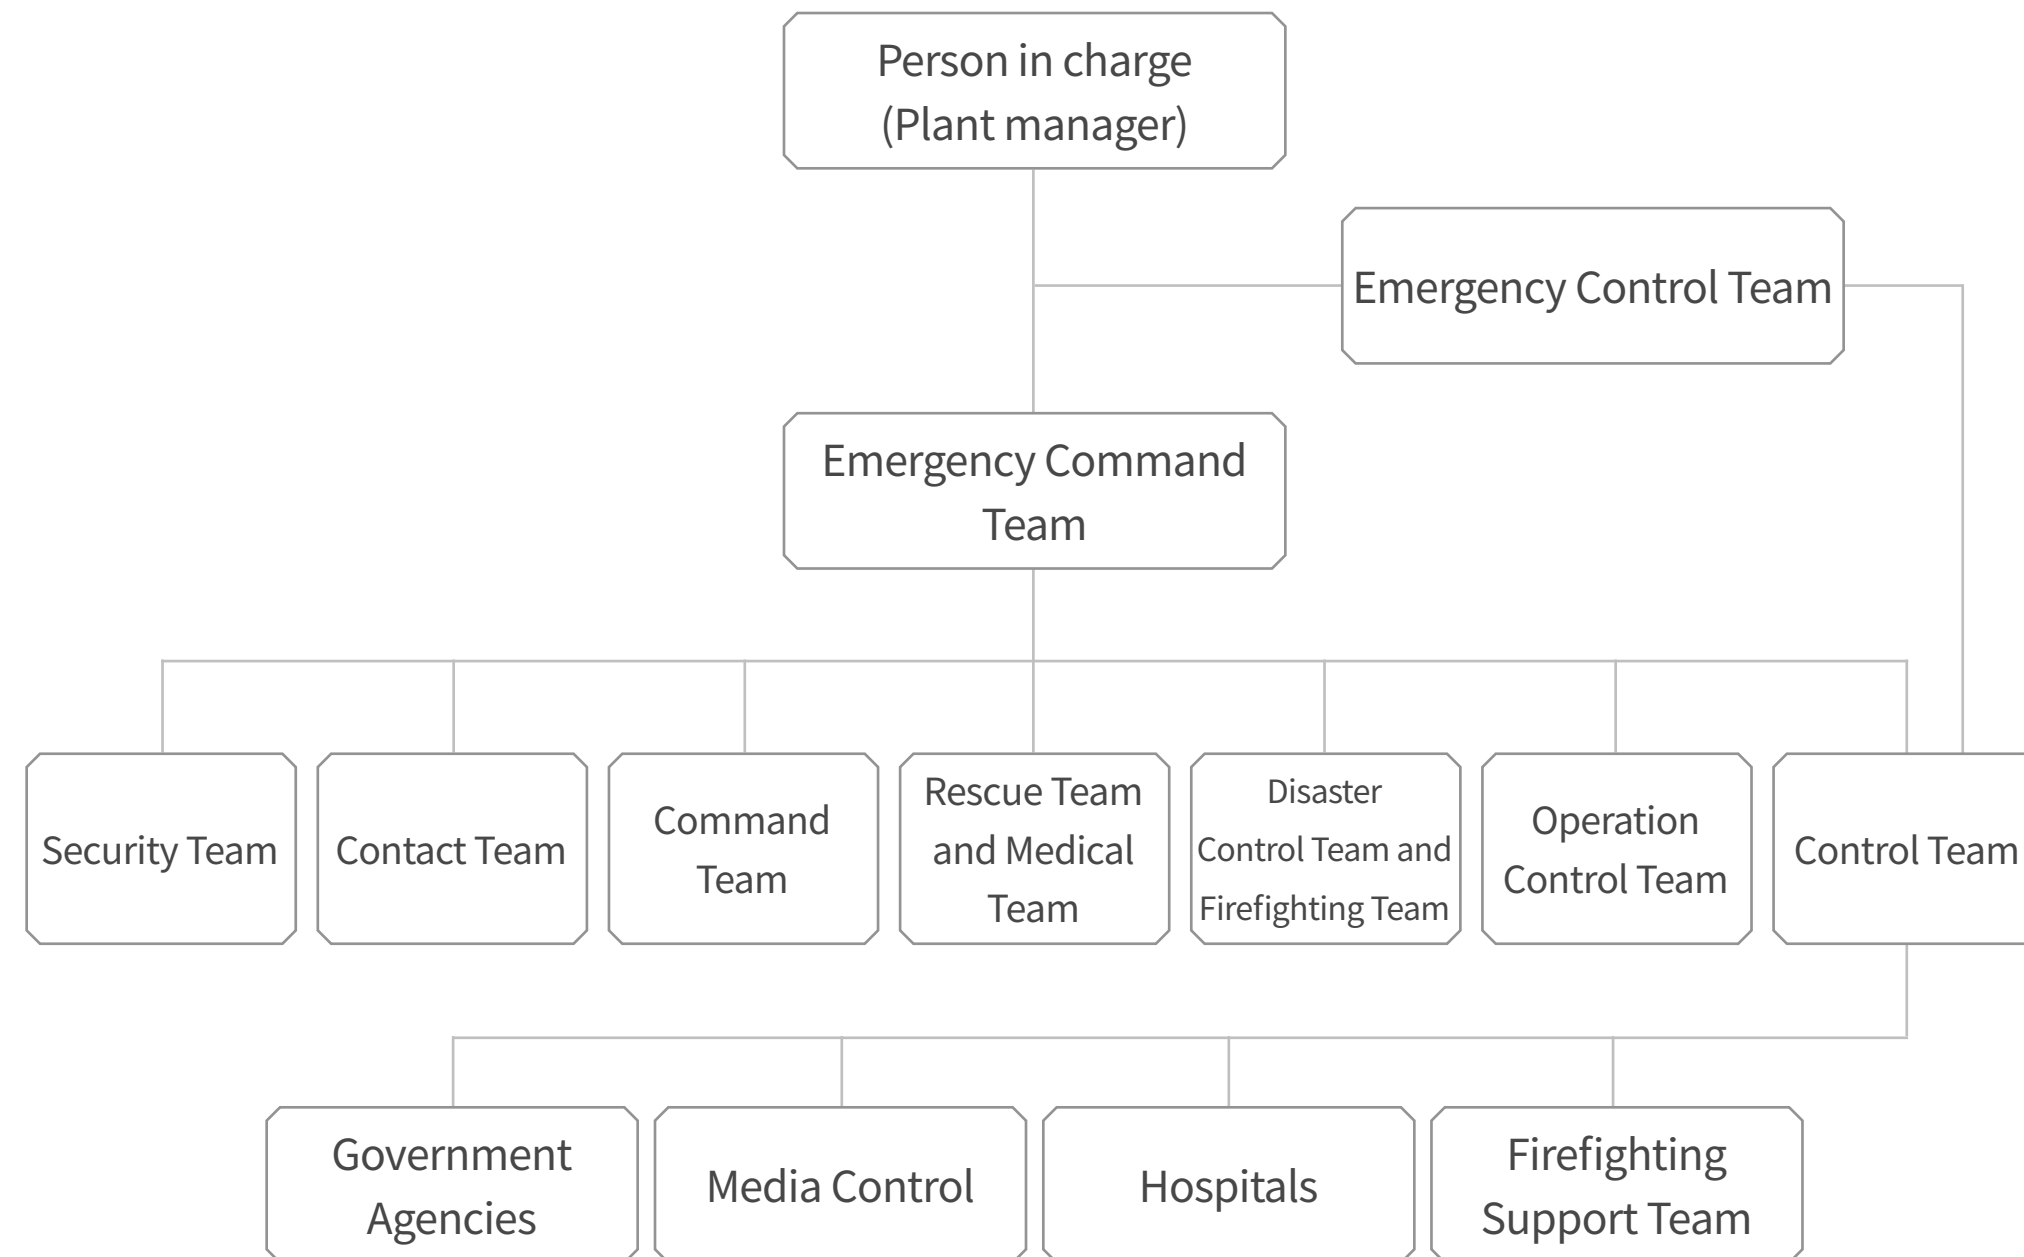 Person in charge
(Plant manager)
Emergency Control Team
Emergency Command
Team
Security Team
Contact Team
Command
Team
Rescue Team
and Medical
Team
Disaster
Control Team and
Firefighting Team
Operation
Control Team
Control Team
Government
Agencies
Media Control
Hospitals
Firefighting
Support Team